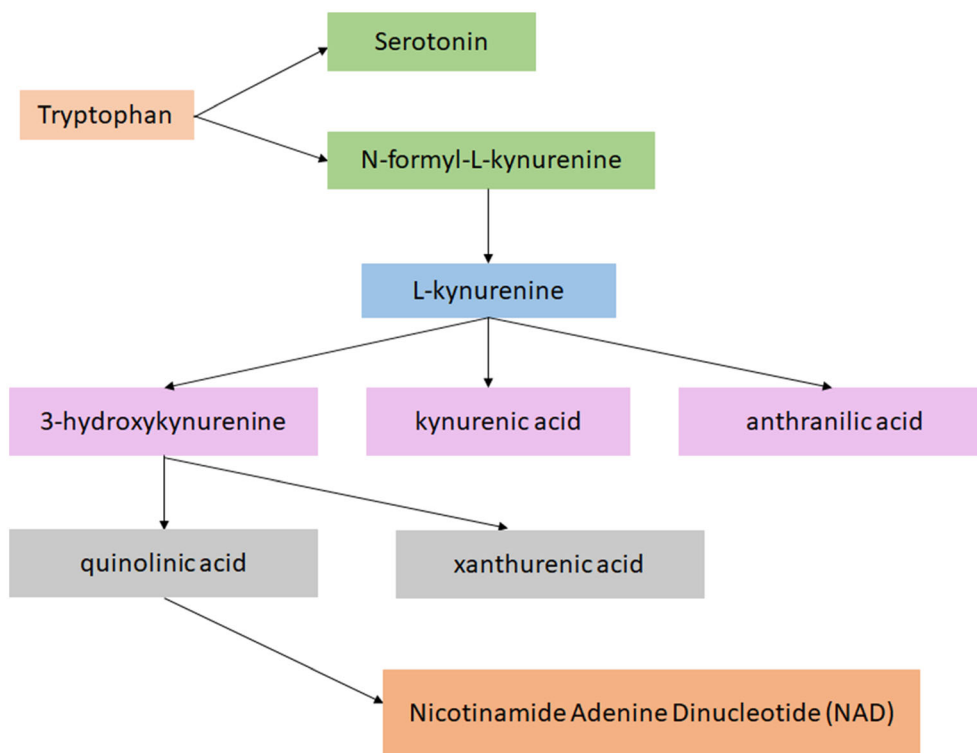 Serotonin
Tryptophan
N-formyl-L-kynurenine
L-kynurenine
3-hydroxykynurenine
kynurenic acid
anthranilic acid
quinolinic acid
xanthurenic acid
Nicotinamide Adenine Dinucleotide (NAD)